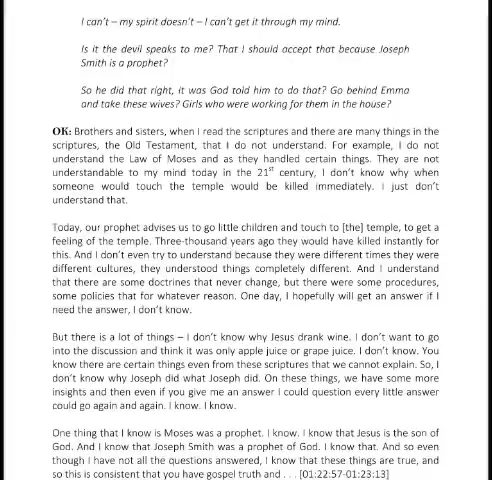 I can't – my spirit doesn't – I can't get it through my mind.
Is it the devil speaks to me? That I should accept that because Joseph
Smith is a prophet?
So he did that right, it was God told him to do that? Go behind Emma
and take these wives? Girls who were working for them in the house?
OK: Brothers and sisters, when I read the scriptures and there are many things in the
scriptures, the Old Testament, that I do not understand. For example, I do not
understand the Law of Moses and as they handled certain things. They are not
understandable to my mind today in the 21st century, I don't know why when
someone would touch the temple would be killed immediately. I just don't
understand that.
Today, our prophet advises us to go little children and touch to [the] temple, to get a
feeling of the temple. Three-thousand years ago they would have killed instantly for
this. And I don't even try to understand because they were different times they were
different cultures, they understood things completely different. And I understand
that there are some doctrines that never change, but there were some procedures,
some policies that for whatever reason. One day, I hopefully will get an answer if I
need the answer, I don't know.
But there is a lot of things – I don't know why Jesus drank wine. I don't want to go
into the discussion and think it was only apple juice or grape juice. I don't know. You
know there are certain things even from these scriptures that we cannot explain. So, I
don't know why Joseph did what Joseph did. On these things, we have some more
insights and then even if you give me an answer I could question every little answer
could go again and again. I know. I know.
One thing that I know is Moses was a prophet. I know. I know that Jesus is the son of
God. And I know that Joseph Smith was a prophet of God. I know that. And so even
though I have not all the questions answered, I know that these things are true, and
so this is consistent that you have gospel truth and . . . [01:22:57-01:23:13]